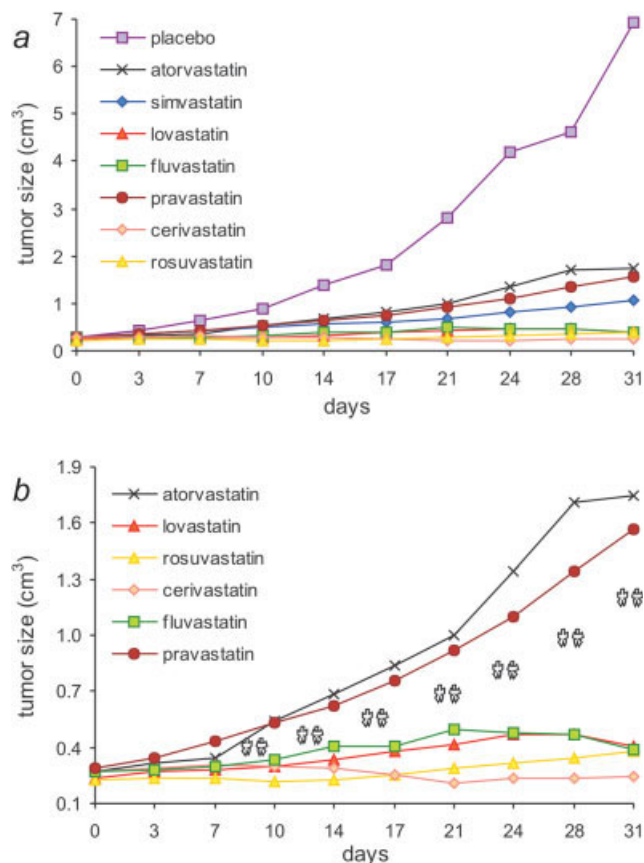 a
7
6
5
4
3
2
1
0
tumor size (cm³)
placebo
atorvastatin
simvastatin
lovastatin
fluvastatin
pravastatin
cerivastatin
rosuvastatin
0 3 7 10 14 17 21 24 28 31
days
b
1.9
1.6
1.3
1.0
0.7
0.4
0.1
tumor size (cm³)
atorvastatin
lovastatin
rosuvastatin
cerivastatin
fluvastatin
pravastatin
‡‡
‡‡
‡‡
‡‡
‡‡
‡‡
‡‡
0 3 7 10 14 17 21 24 28 31
days